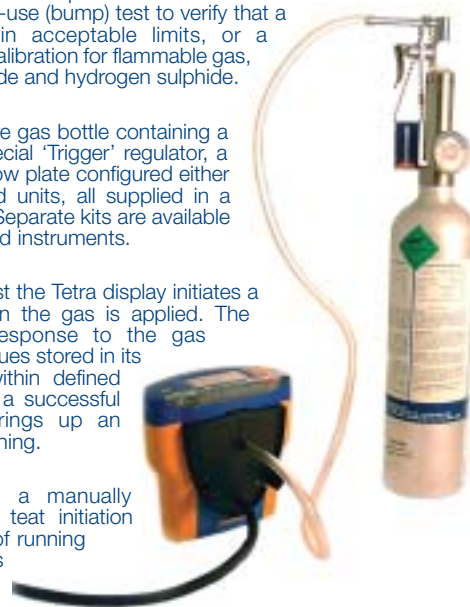 -use (bump) test to verify that a
in acceptable limits, or a
calibration for flammable gas,
de and hydrogen sulphide.
e gas bottle containing a
ecial ‘Trigger’ regulator, a
ow plate configured either
d units, all supplied in a
Separate kits are available
d instruments.
st the Tetra display initiates a
n the gas is applied. The
esponse to the gas
ues stored in its
within defined
a successful
rings up an
ning.
a manually
teat initiation
of running
s